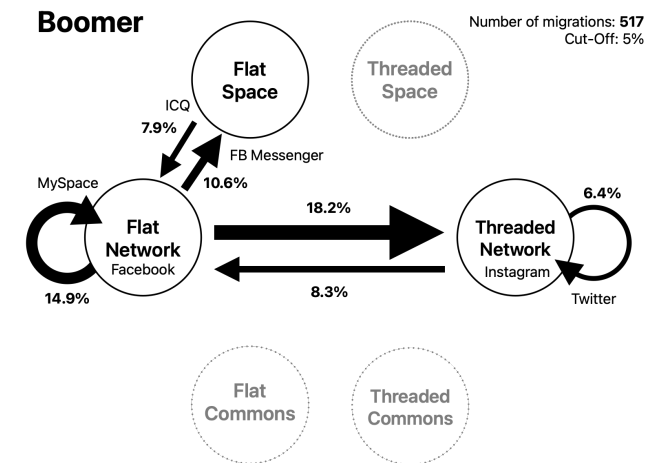 Boomer
Number of migrations: 517
Cut-Off: 5%
Flat
Space
Threaded
Space
ICQ
7.9%
FB Messenger
10.6%
MySpace
Flat
Network
Facebook
14.9%
18.2%
8.3%
Threaded
Network
Instagram
6.4%
Twitter
Flat
Commons
Threaded
Commons